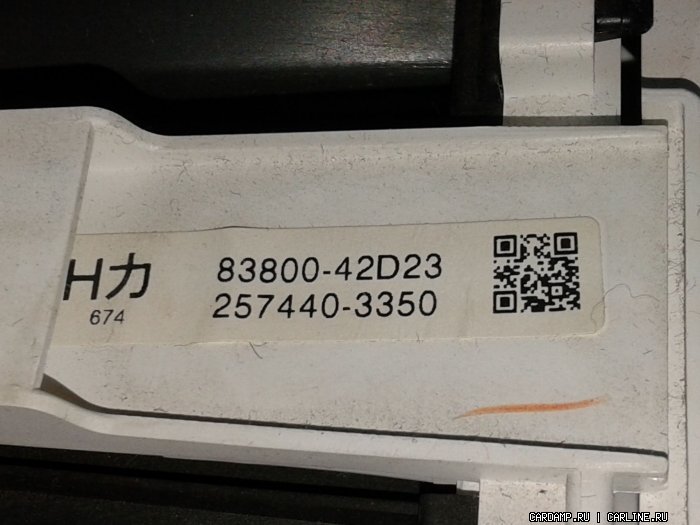 Hカ 83800-42D23
674 257440-3350
CARDAMP.RU | CARLINE.RU